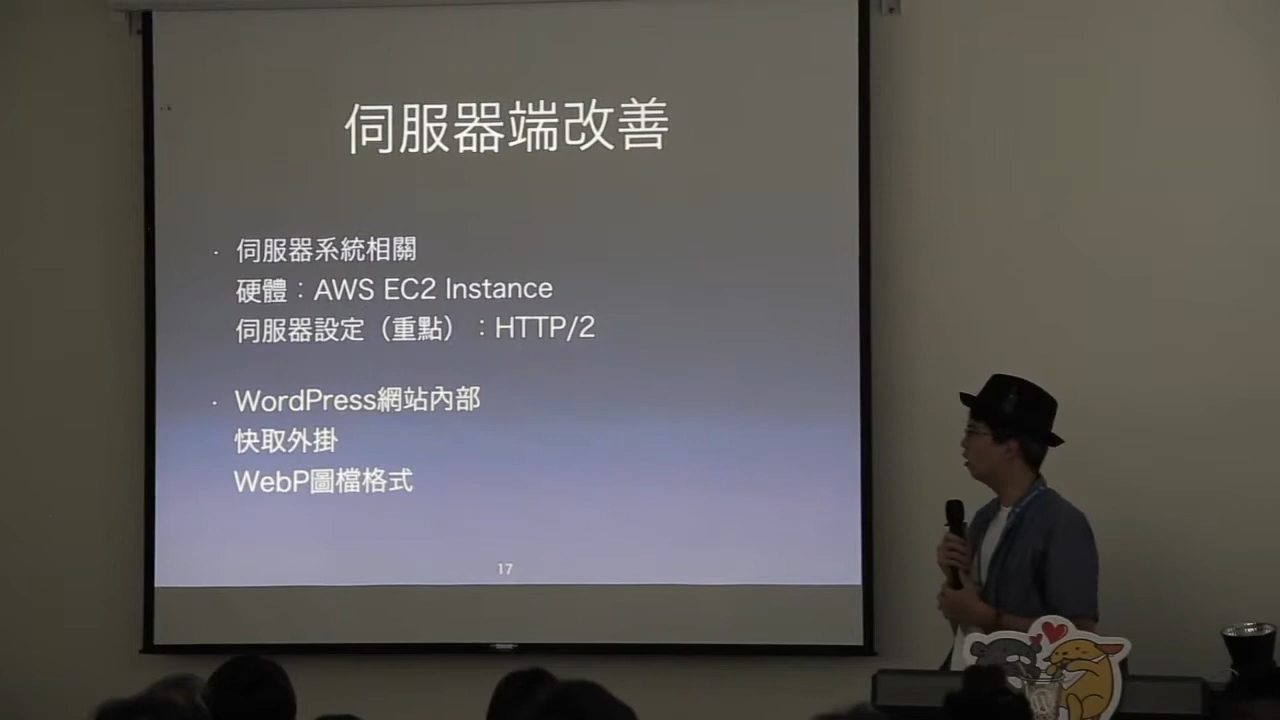 伺服器端改善
· 伺服器系統相關
硬體：AWS EC2 Instance
伺服器設定（重點）：HTTP/2
· WordPress網站內部
快取外掛
WebP圖檔格式
17